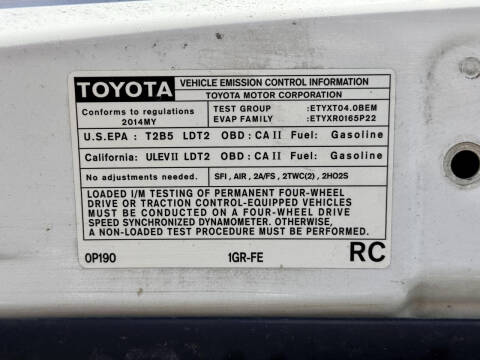 TOYOTA VEHICLE EMISSION CONTROL INFORMATION
TOYOTA MOTOR CORPORATION
Conforms to regulations
2014MY
TEST GROUP :ETYXT04.0BEM
EVAP FAMILY :ETYXR0165P22
U.S.EPA : T2B5 LDT2 OBD : CA II Fuel: Gasoline
California: ULEV II LDT2 OBD : CA II Fuel: Gasoline
No adjustments needed. SFI , AIR , 2A/FS , 2TWC(2) , 2HO2S
LOADED I/M TESTING OF PERMANENT FOUR-WHEEL
DRIVE OR TRACTION CONTROL-EQUIPPED VEHICLES
MUST BE CONDUCTED ON A FOUR-WHEEL DRIVE
SPEED SYNCHRONIZED DYNAMOMETER. OTHERWISE,
A NON-LOADED TEST PROCEDURE MUST BE PERFORMED.
0P190 1GR-FE RC